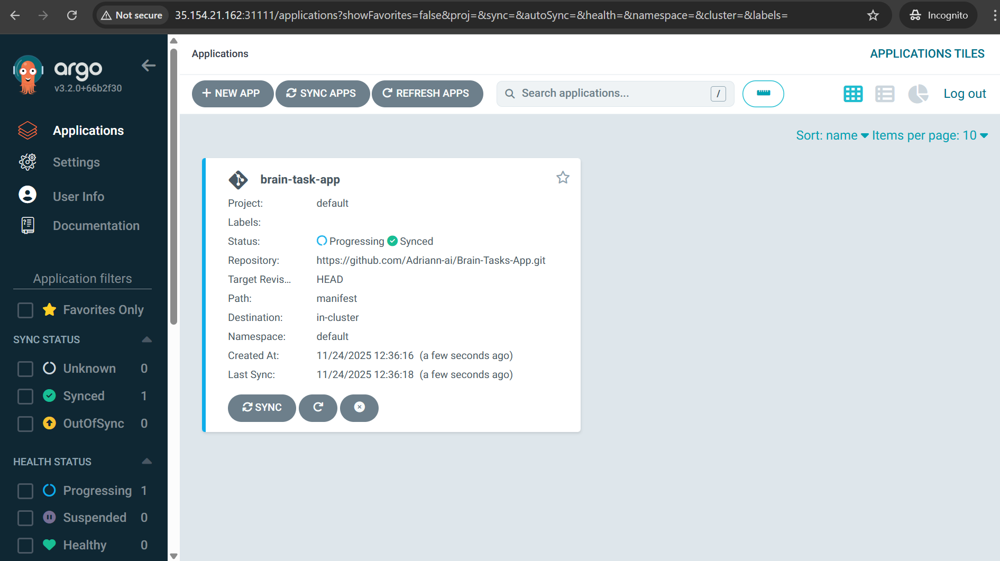 Not secure 35.154.21.162:31111/applications?showFavorites=false&proj=&sync=&autoSync=&health=&namespace=&cluster=&labels= Incognito
argo
v3.2.0+66b2f30
Applications
Settings
User Info
Documentation
Application filters
Favorites Only
SYNC STATUS
Unknown 0
Synced 1
OutOfSync 0
HEALTH STATUS
Progressing 1
Suspended 0
Healthy 0
Applications APPLICATIONS TILES
NEW APP SYNC APPS REFRESH APPS Search applications... / Log out
Sort: name Items per page: 10
brain-task-app
Project: default
Labels:
Status: Progressing Synced
Repository: https://github.com/Adriann-ai/Brain-Tasks-App.git
Target Revis... HEAD
Path: manifest
Destination: in-cluster
Namespace: default
Created At: 11/24/2025 12:36:16 (a few seconds ago)
Last Sync: 11/24/2025 12:36:18 (a few seconds ago)
SYNC